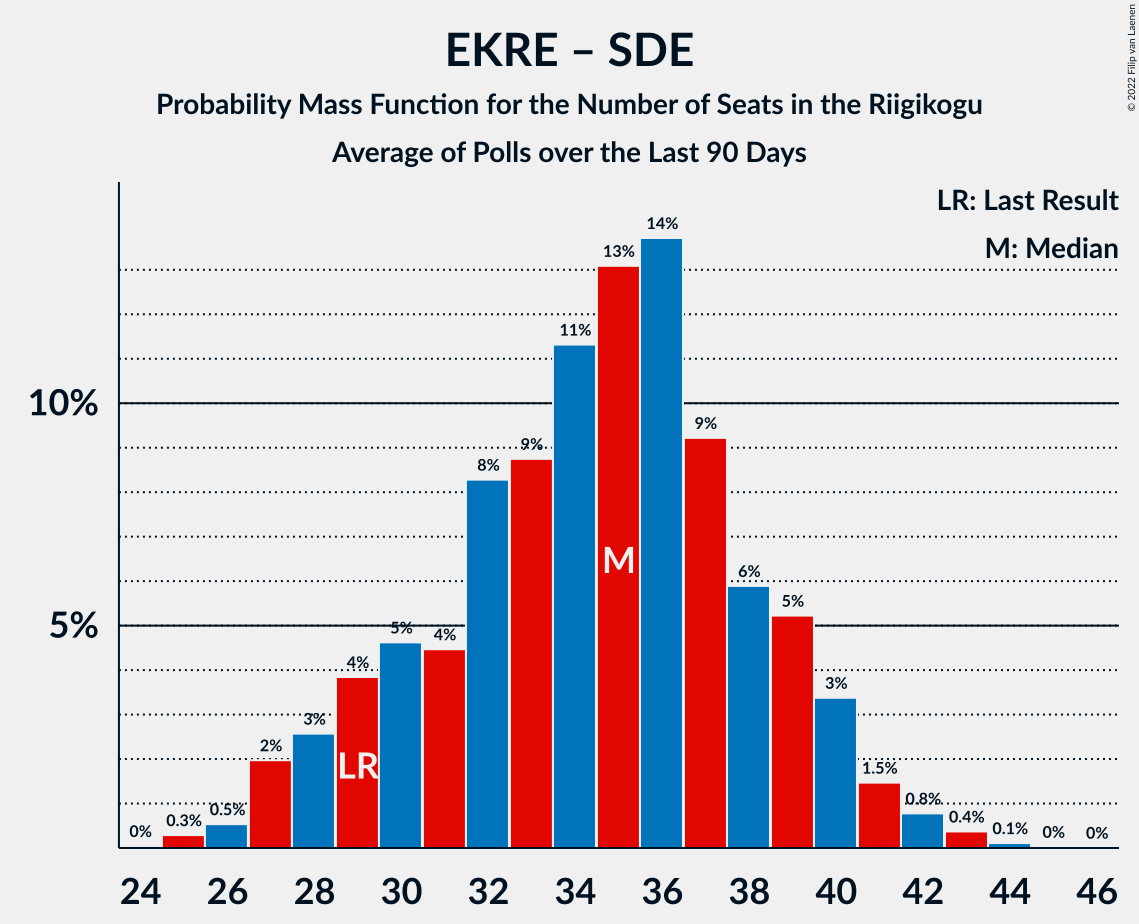 EKRE – SDE
Probability Mass Function for the Number of Seats in the Riigikogu
Average of Polls over the Last 90 Days
© 2022 Filip van Laenen
LR: Last Result
M: Median
14%
13%
11%
10%
9%
9%
8%
6%
5%
5%
5%
4%
4%
3%
3%
2%
1.5%
0.8%
0.5%
0.4%
0.3%
0.1%
0%
0%
0%
M
LR
24 26 28 30 32 34 36 38 40 42 44 46